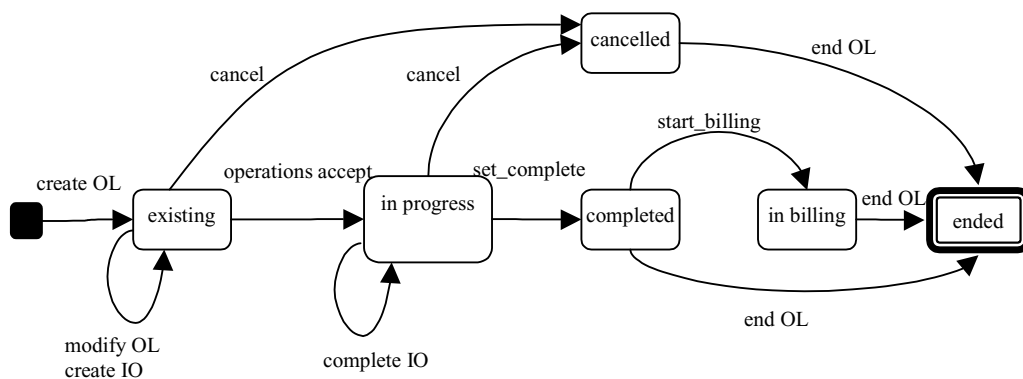 cancelled
end OL
cancel
cancel
start_billing
create OL
operations accept
set_complete
existing
in progress
completed
in billing
end OL
ended
end OL
modify OL
create IO
complete IO